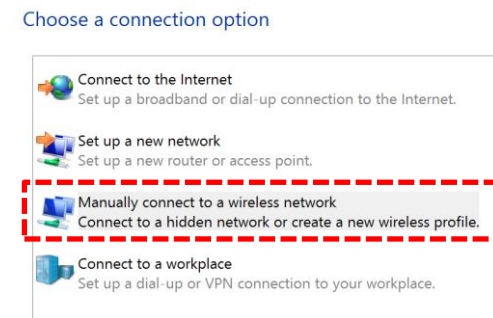 Choose a connection option
Connect to the Internet
Set up a broadband or dial-up connection to the Internet.
Set up a new network
Set up a new router or access point.
Manually connect to a wireless network
Connect to a hidden network or create a new wireless profile.
Connect to a workplace
Set up a dial-up or VPN connection to your workplace.